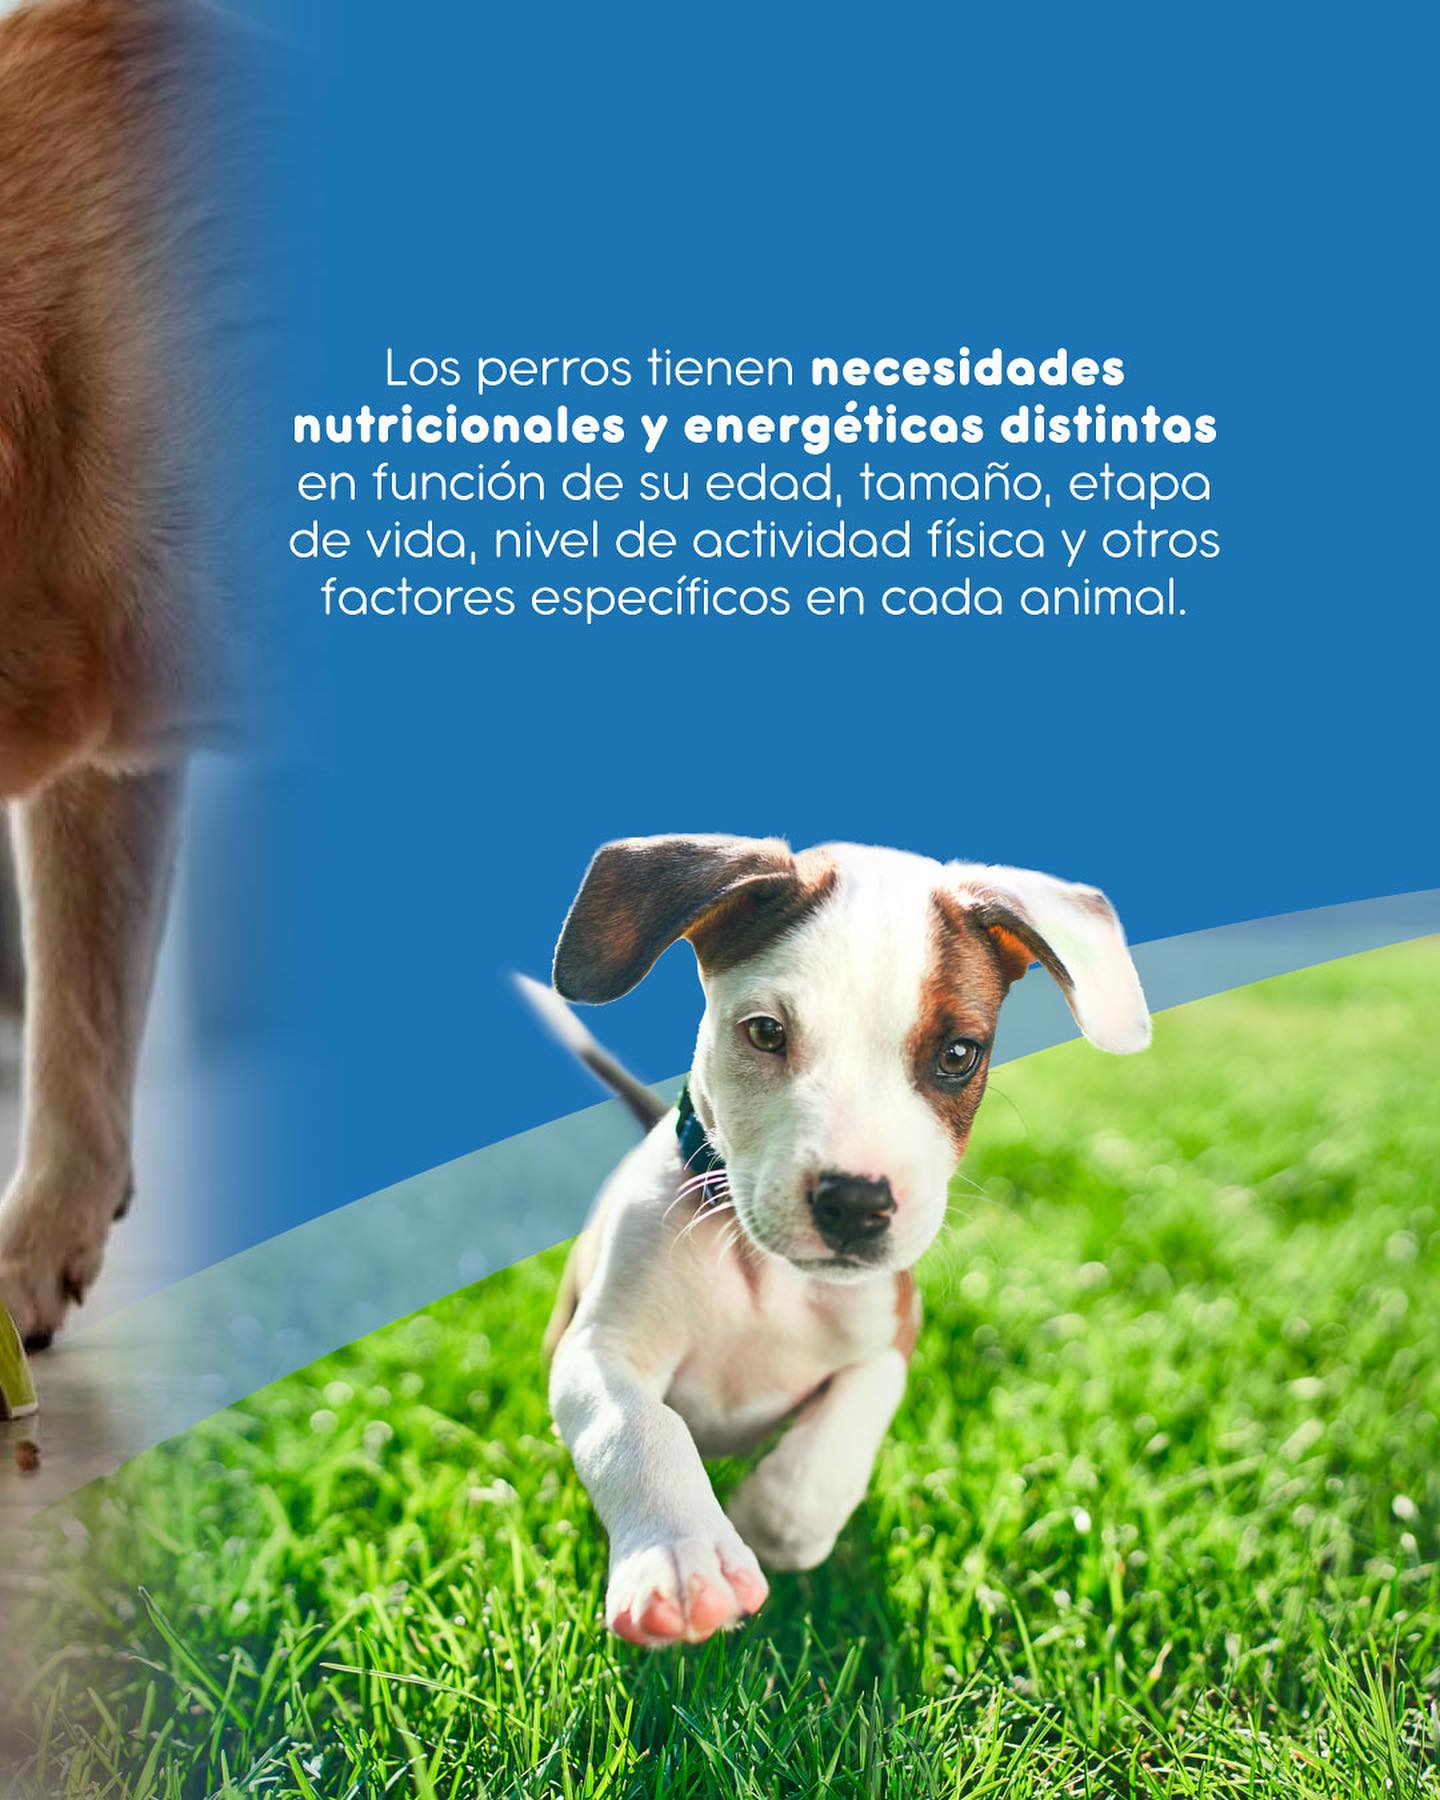 Los perros tienen necesidades
nutricionales y energéticas distintas
en función de su edad, tamaño, etapa
de vida, nivel de actividad física y otros
factores específicos en cada animal.